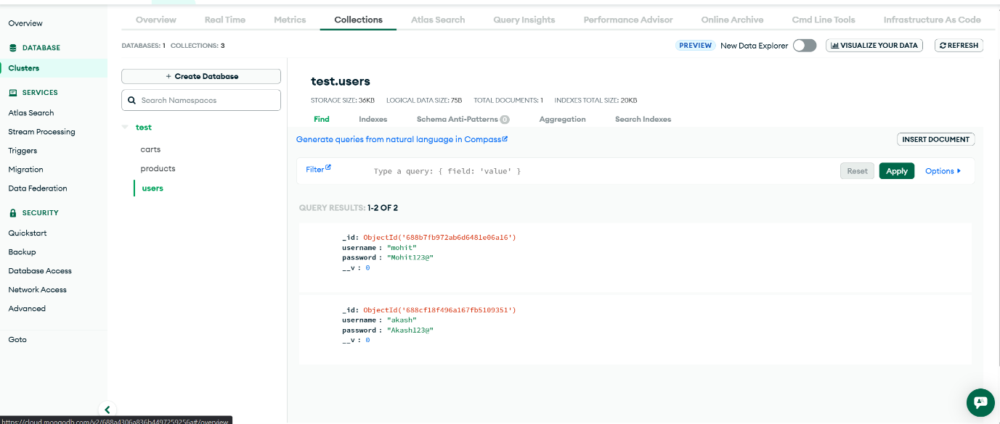 Overview Real Time Metrics Collections Atlas Search Query Insights Performance Advisor Online Archive Cmd Line Tools Infrastructure As Code
Overview
DATABASE
Clusters
SERVICES
Atlas Search
Stream Processing
Triggers
Migration
Data Federation
SECURITY
Quickstart
Backup
Database Access
Network Access
Advanced
Goto
DATABASES: 1 COLLECTIONS: 3
PREVIEW New Data Explorer VISUALIZE YOUR DATA REFRESH
+ Create Database
Search Namespaces
test
carts
products
users
test.users
STORAGE SIZE: 36KB LOGICAL DATA SIZE: 75B TOTAL DOCUMENTS: 1 INDEXES TOTAL SIZE: 20KB
Find Indexes Schema Anti-Patterns 0 Aggregation Search Indexes
Generate queries from natural language in Compass INSERT DOCUMENT
Filter Type a query: { field: 'value' } Reset Apply Options
QUERY RESULTS: 1-2 OF 2
_id: ObjectId('688b7fb972ab6d6481e06a16')
username : "mohit"
password : "Mohit123@"
__v : 0
_id: ObjectId('688cf18f496a167fb5109351')
username : "akash"
password : "Akash123@"
__v : 0
https://cloud.mongodb.com/v2/688a4306a836b4497259256a#/overview